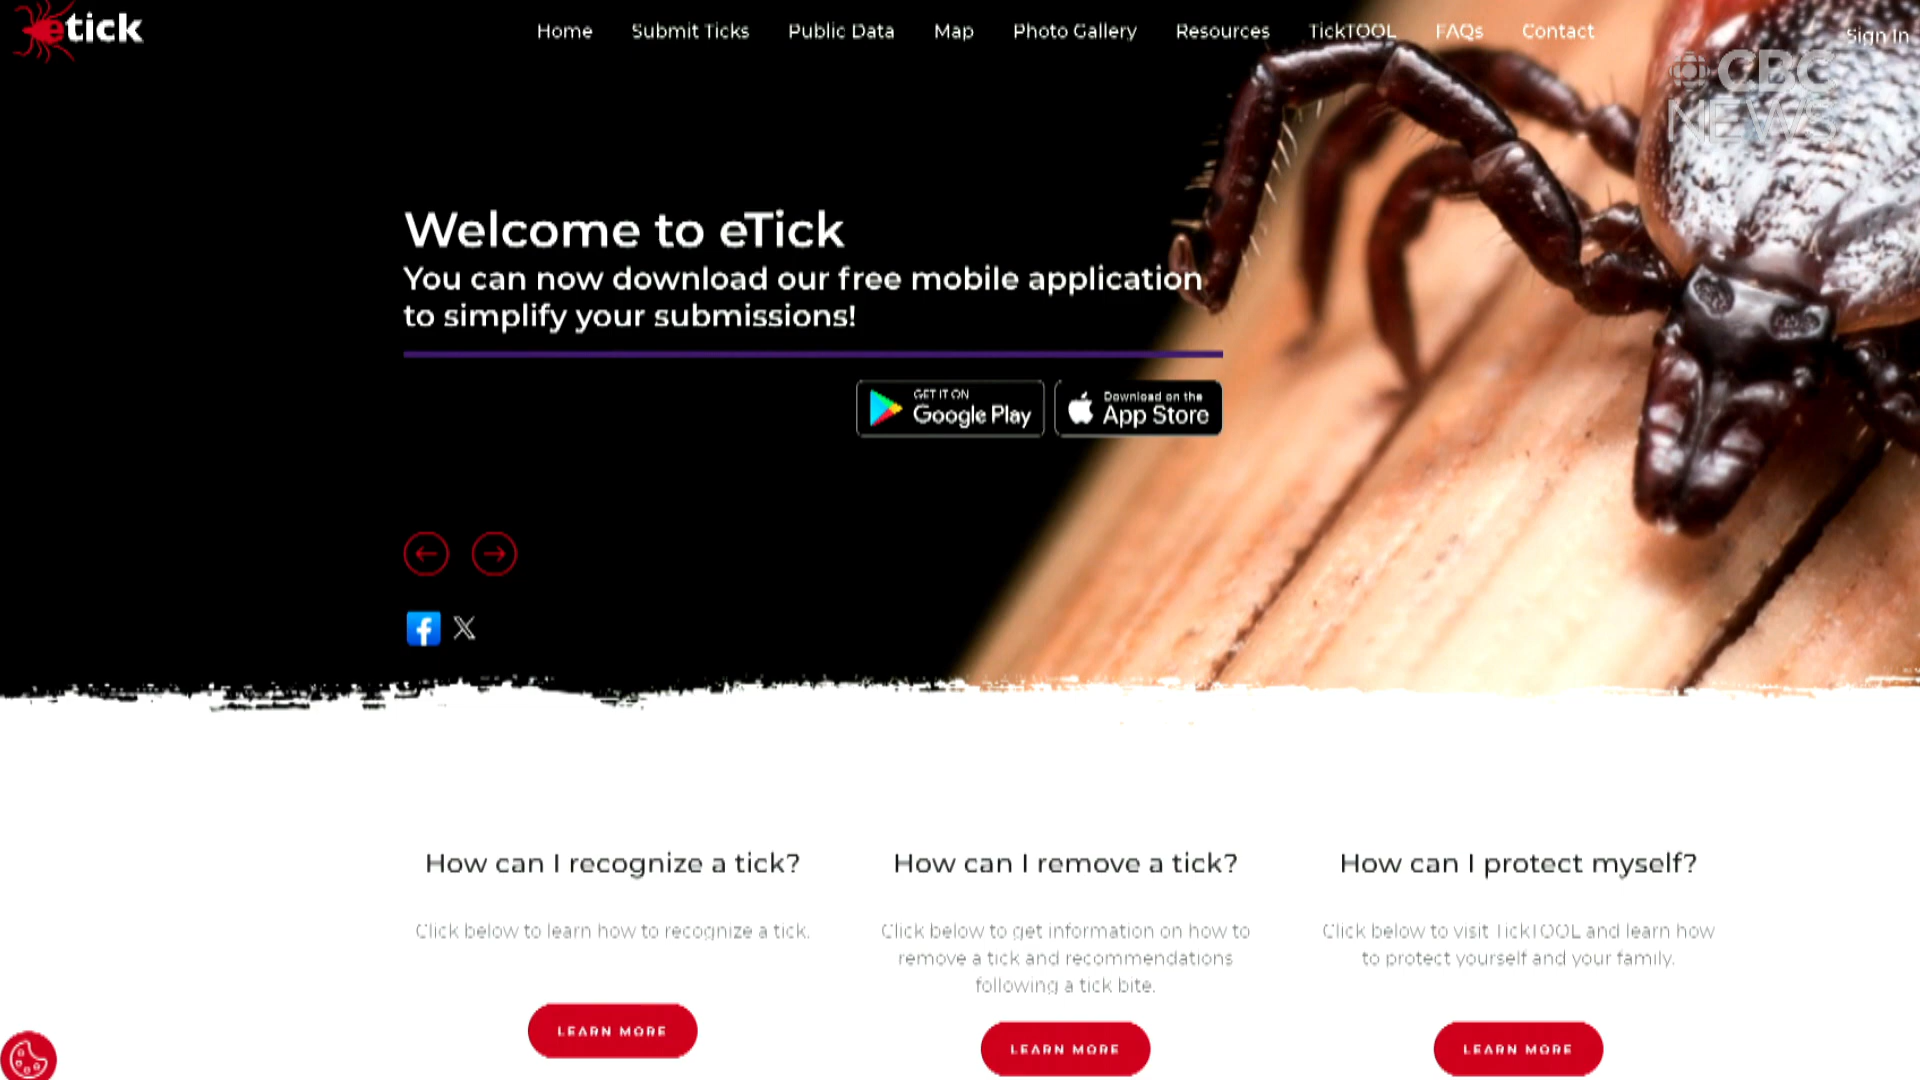 etick
Home Submit Ticks Public Data Map Photo Gallery Resources TickTOOL FAQs Contact Sign In
CBC
NEWS
Welcome to eTick
You can now download our free mobile application
to simplify your submissions!
GET IT ON
Google Play
Download on the
App Store
How can I recognize a tick?
Click below to learn how to recognize a tick.
LEARN MORE
How can I remove a tick?
Click below to get information on how to
remove a tick and recommendations
following a tick bite.
LEARN MORE
How can I protect myself?
Click below to visit TickTOOL and learn how
to protect yourself and your family.
LEARN MORE